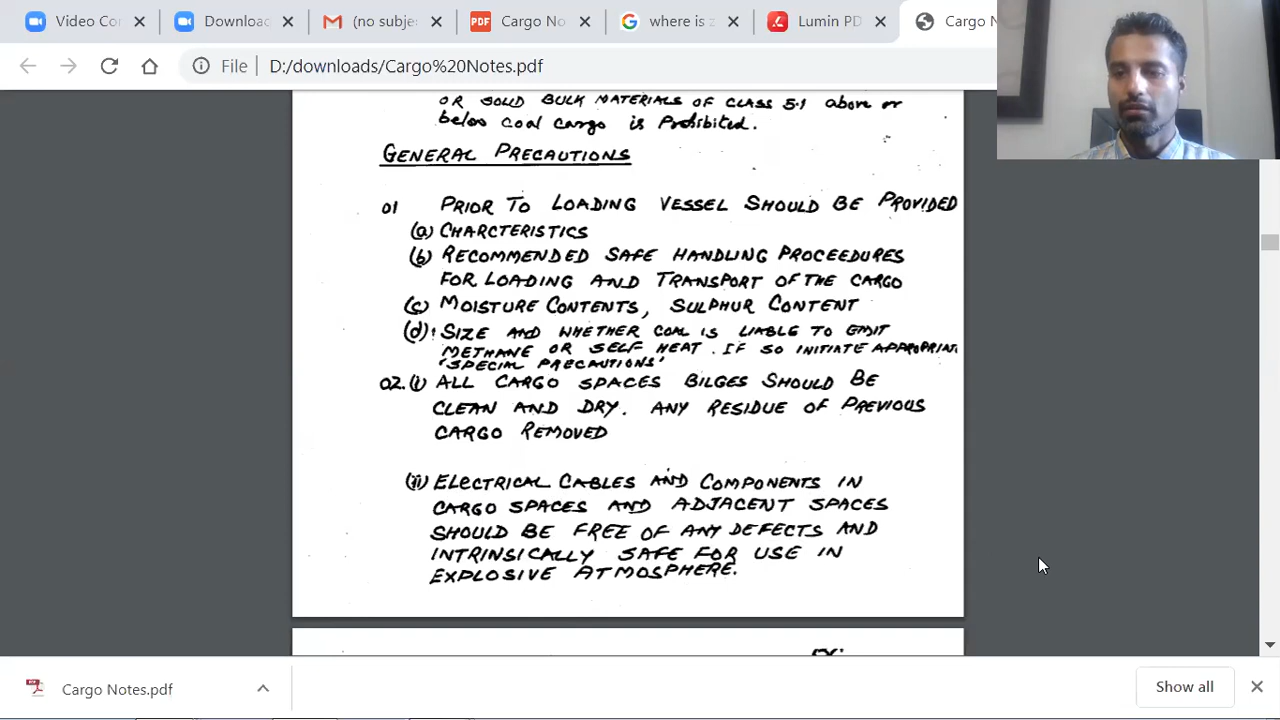 Video Co
Downloa
(no subje
Cargo No
where is z
Lumin PD
Cargo N
File D:/downloads/Cargo%20Notes.pdf
OR SOLID BULK MATERIALS OF CLASS 5.1 above or
below coal cargo is Prohibited.
GENERAL PRECAUTIONS
01 PRIOR TO LOADING VESSEL SHOULD BE PROVIDED
(a) CHARCTERISTICS
(b) RECOMMENDED SAFE HANDLING PROCEEDURES
FOR LOADING AND TRANSPORT OF THE CARGO
(c) MOISTURE CONTENTS, SULPHUR CONTENT
(d) SIZE AND WHETHER COAL IS LIABLE TO EMIT
METHANE OR SELF HEAT. IF SO INITIATE APPROPRIN
'SPECIAL PRECAUTIONS'
02. (i) ALL CARGO SPACES BILGES SHOULD BE
CLEAN AND DRY. ANY RESIDUE OF PREVIOUS
CARGO REMOVED
(ii) ELECTRICAL CABLES AND COMPONENTS IN
CARGO SPACES AND ADJACENT SPACES
SHOULD BE FREE OF ANY DEFECTS AND
INTRINSICALLY SAFE FOR USE IN
EXPLOSIVE ATMOSPHERE.
Cargo Notes.pdf
Show all